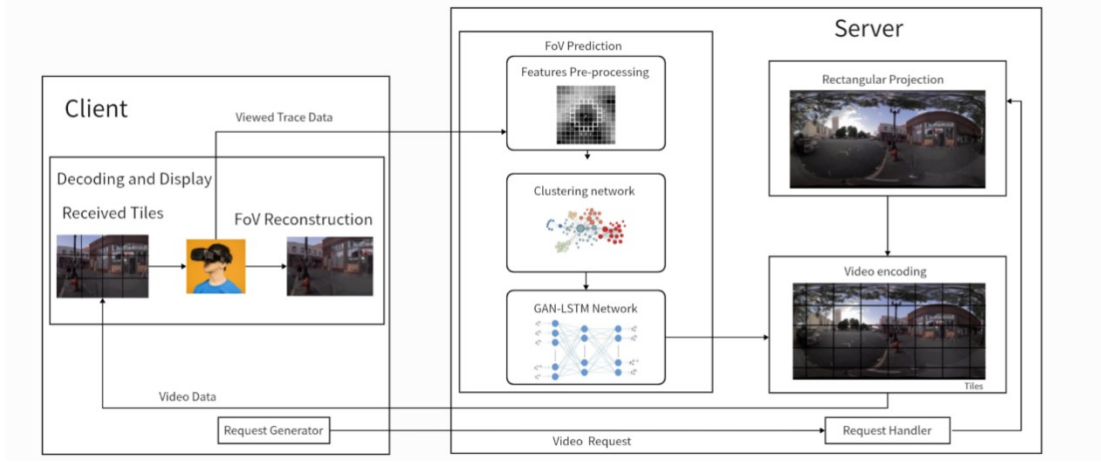 Server
FoV Prediction
Features Pre-processing
Rectangular Projection
Client
Viewed Trace Data
Decoding and Display
Received Tiles
FoV Reconstruction
Clustering network
Video encoding
GAN-LSTM Network
Tiles
Video Data
Request Generator
Request Handler
Video Request